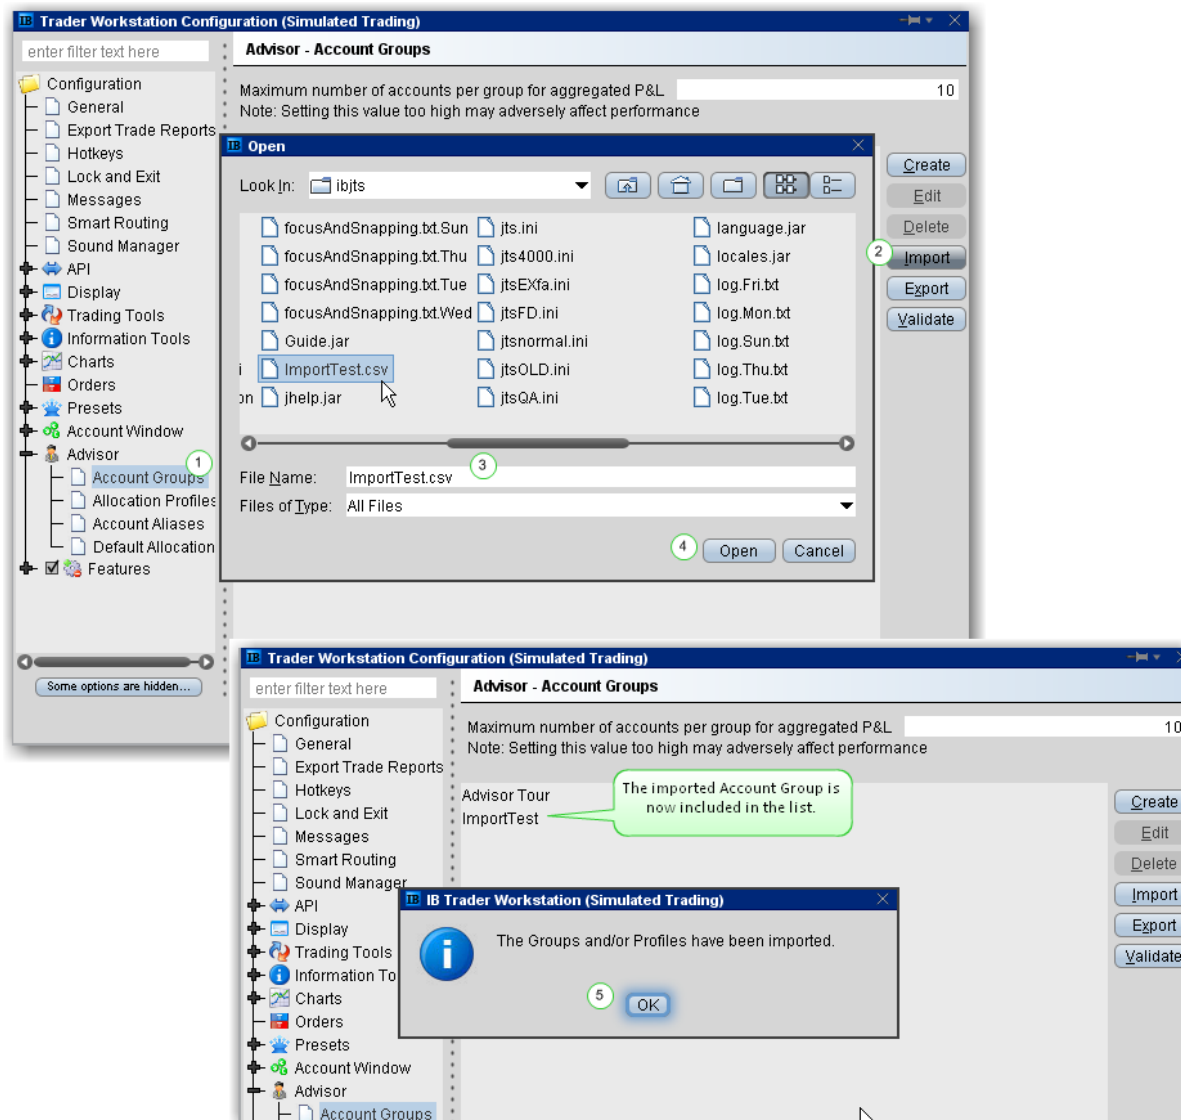 IB Trader Workstation Configuration (Simulated Trading)
enter filter text here
Advisor - Account Groups
Configuration
General
Export Trade Reports
Hotkeys
Lock and Exit
Messages
Smart Routing
Sound Manager
API
Display
Trading Tools
Information Tools
Charts
Orders
Presets
Account Window
Advisor
1
Account Groups
Allocation Profiles
Account Aliases
Default Allocation
Features
Some options are hidden...
Maximum number of accounts per group for aggregated P&L 10
Note: Setting this value too high may adversely affect performance
IB Open
Look In: ibjts
focusAndSnapping.txt.Sun jts.ini language.jar
focusAndSnapping.txt.Thu jts4000.ini locales.jar
focusAndSnapping.txt.Tue jtsEXfa.ini log.Fri.txt
focusAndSnapping.txt.Wed jtsFD.ini log.Mon.txt
Guide.jar jtsnormal.ini log.Sun.txt
i ImportTest.csv jtsOLD.ini log.Thu.txt
on jhelp.jar jtsQA.ini log.Tue.txt
3
File Name: ImportTest.csv
Files of Type: All Files
4 Open Cancel
Create
Edit
Delete
2 Import
Export
Validate
IB Trader Workstation Configuration (Simulated Trading)
enter filter text here
Advisor - Account Groups
Configuration
General
Export Trade Reports
Hotkeys
Lock and Exit
Messages
Smart Routing
Sound Manager
API
Display
Trading Tools
Information To
Charts
Orders
Presets
Account Window
Advisor
Account Groups
Maximum number of accounts per group for aggregated P&L 10
Note: Setting this value too high may adversely affect performance
Advisor Tour
ImportTest
The imported Account Group is
now included in the list.
Create
Edit
Delete
Import
Export
Validate
IB IB Trader Workstation (Simulated Trading)
The Groups and/or Profiles have been imported.
5 OK